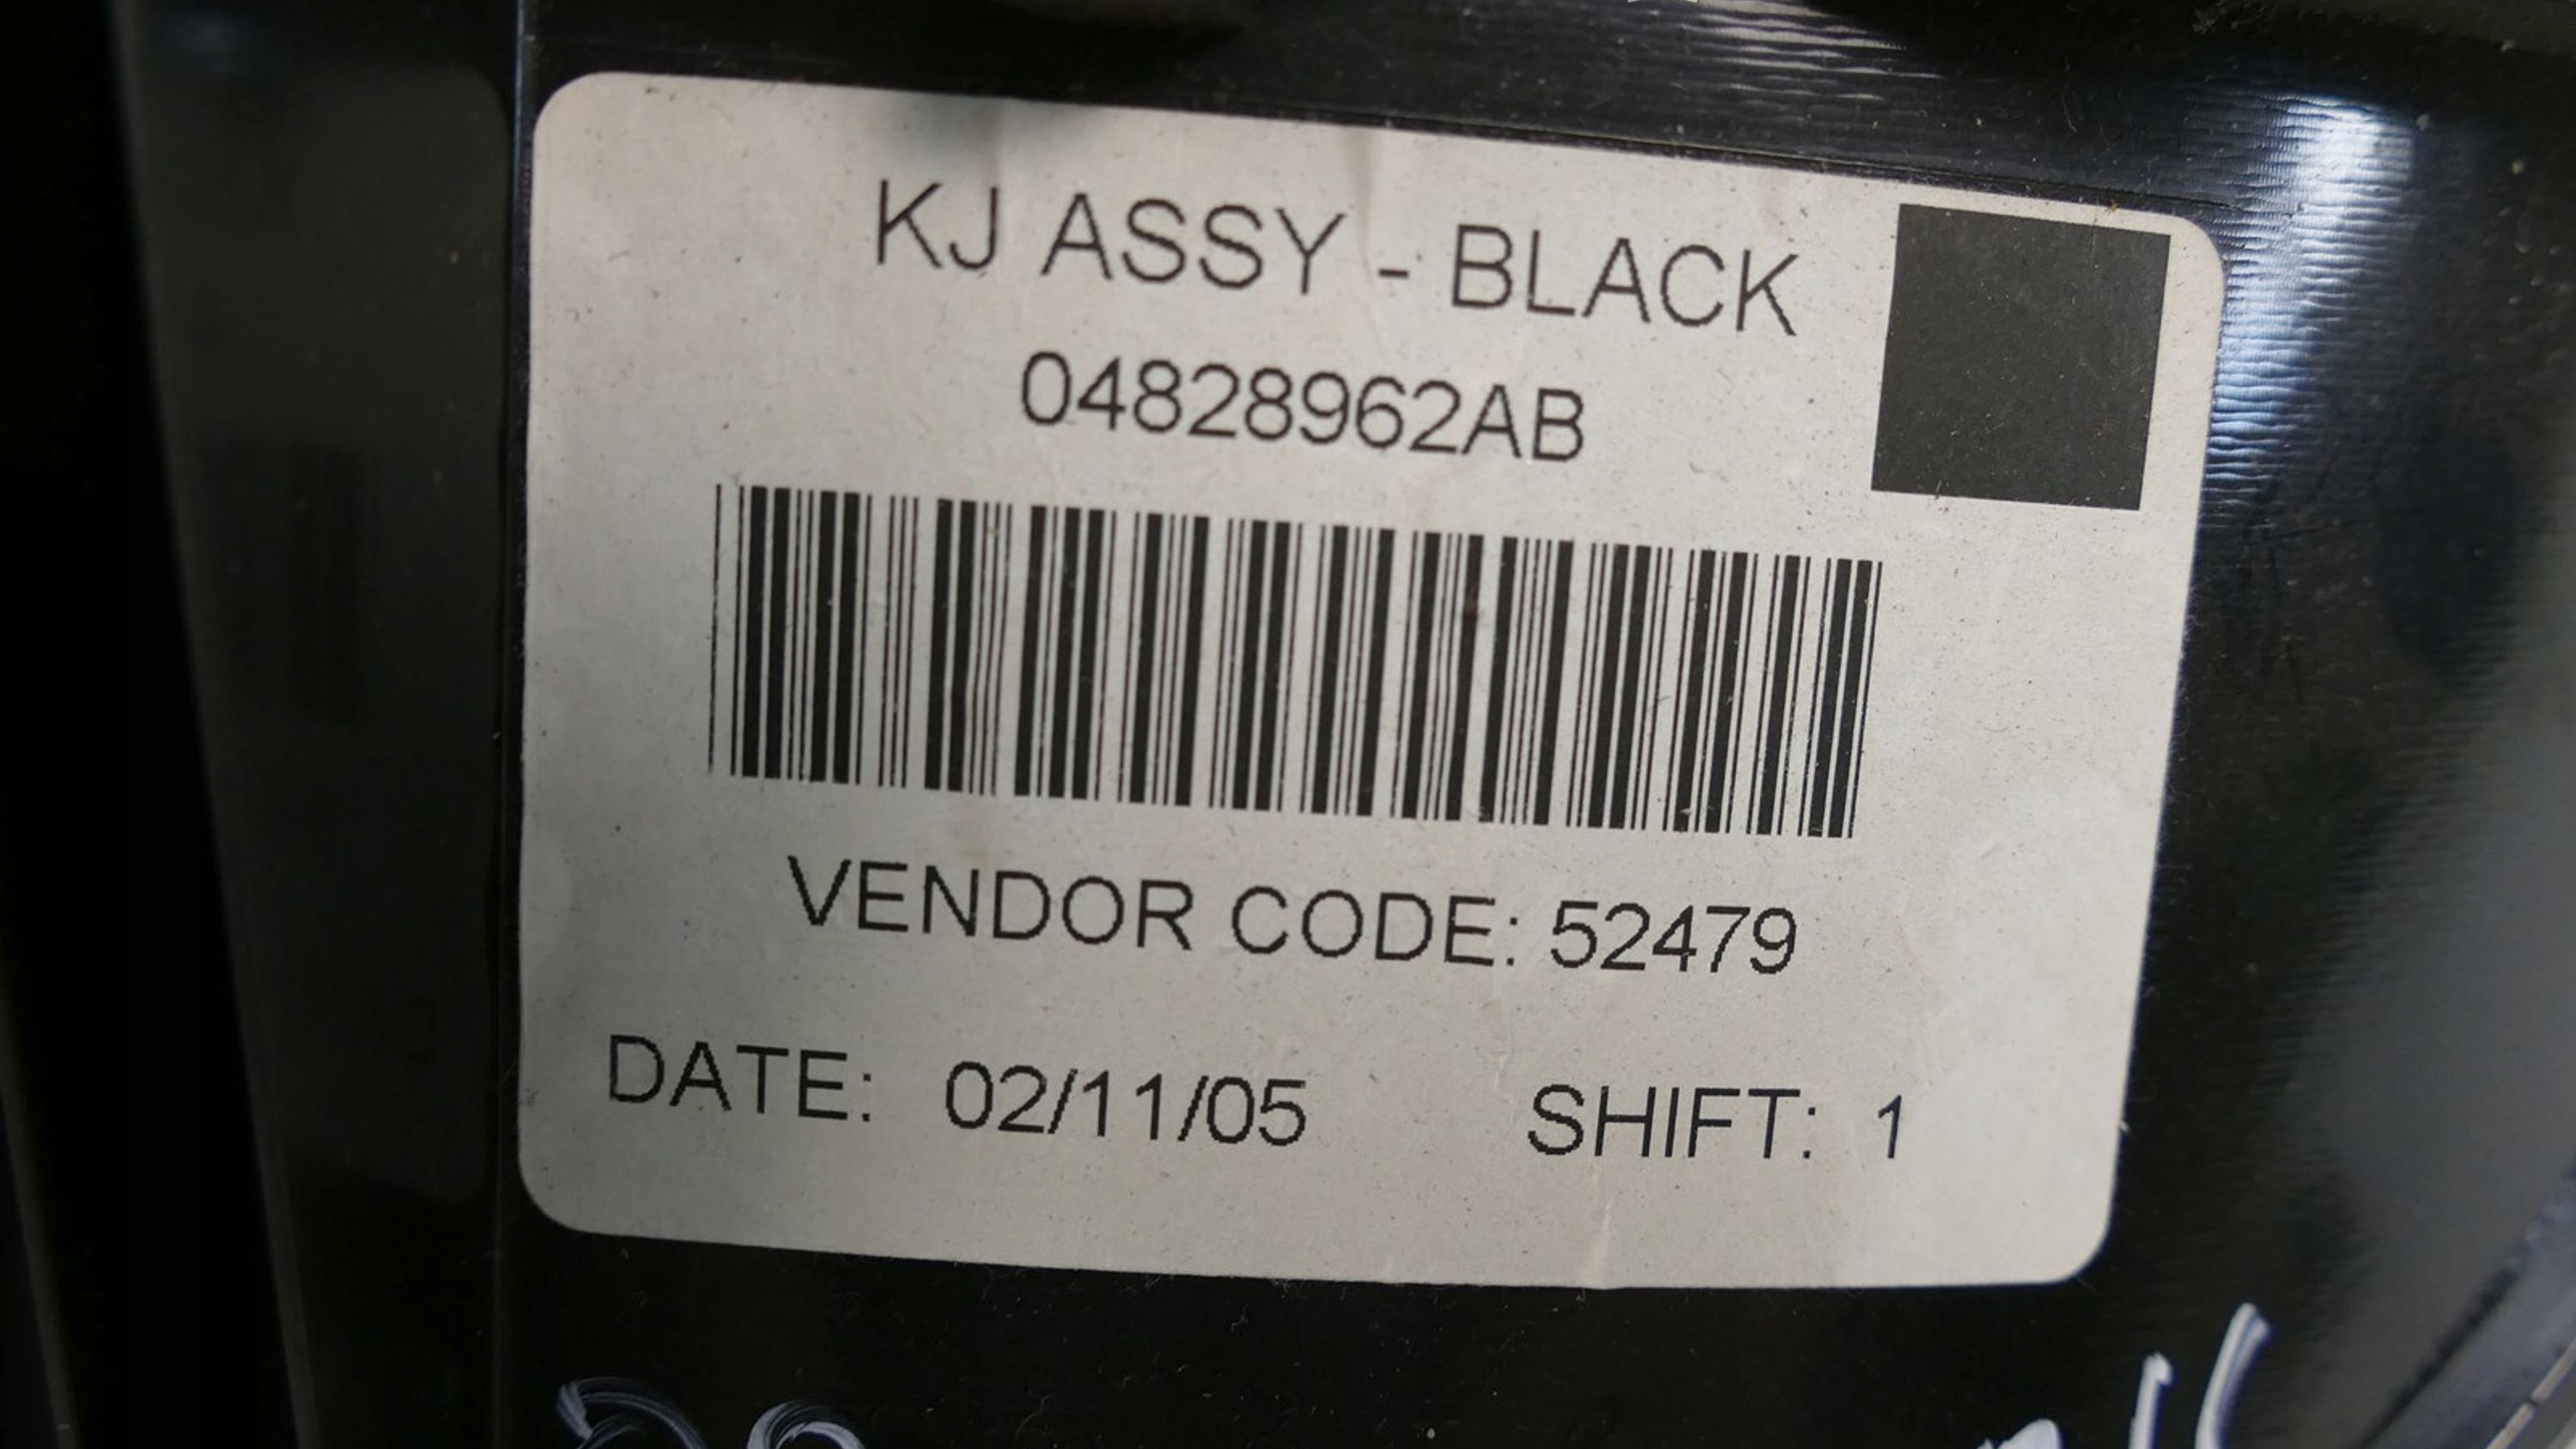 KJ ASSY - BLACK
04828962AB
VENDOR CODE: 52479
DATE: 02/11/05 SHIFT: 1